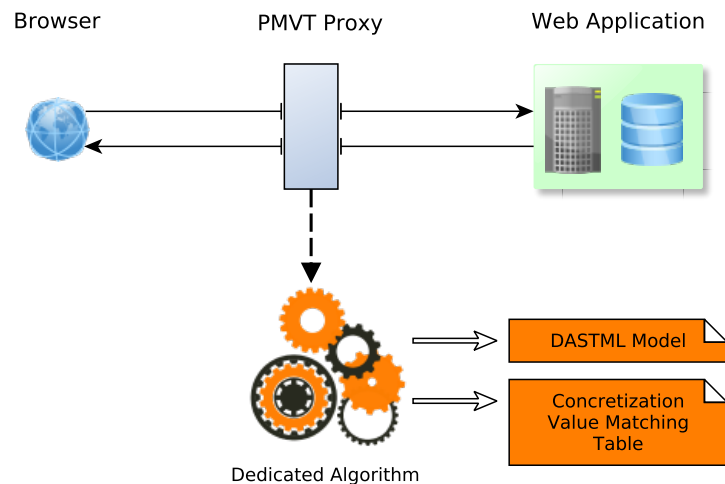 Browser
PMVT Proxy
Web Application
DASTML Model
Concretization
Value Matching
Table
Dedicated Algorithm